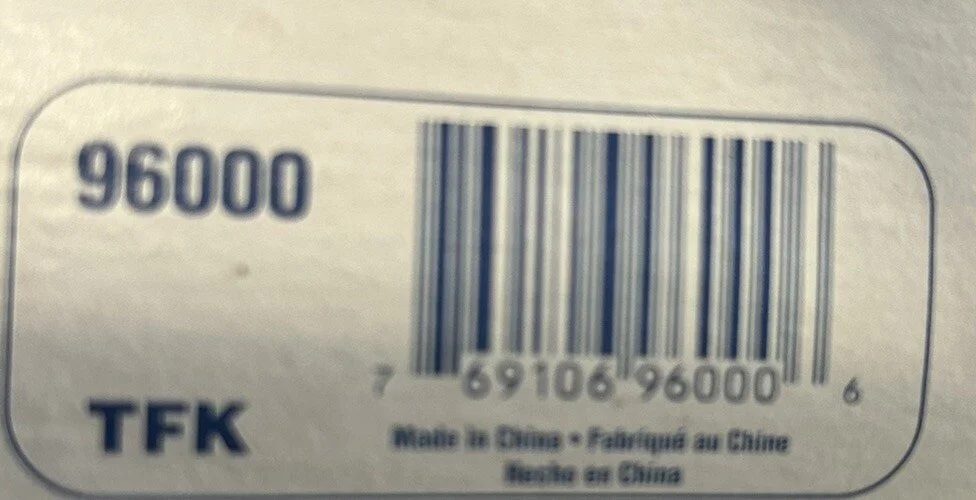 96000
7 69106 96000 6
TFK
Made in China • Fabriqué au Chine
Hecho en China